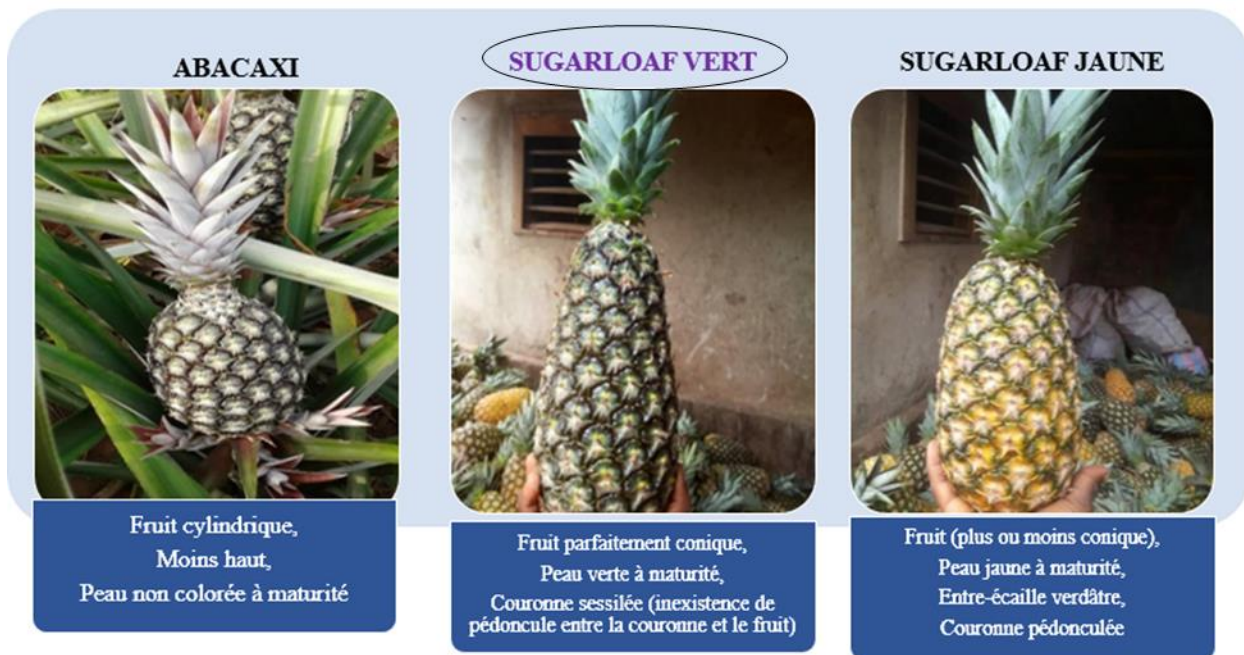 ABACAXI
SUGARLOAF VERT
SUGARLOAF JAUNE
Fruit cylindrique,
Moins haut,
Peau non colorée à maturité
Fruit parfaitement conique,
Peau verte à maturité,
Couronne sessilée (inexistence de
pédoncule entre la couronne et le fruit)
Fruit (plus ou moins conique),
Peau jaune à maturité,
Entre-écaille verdâtre,
Couronne pédonculée